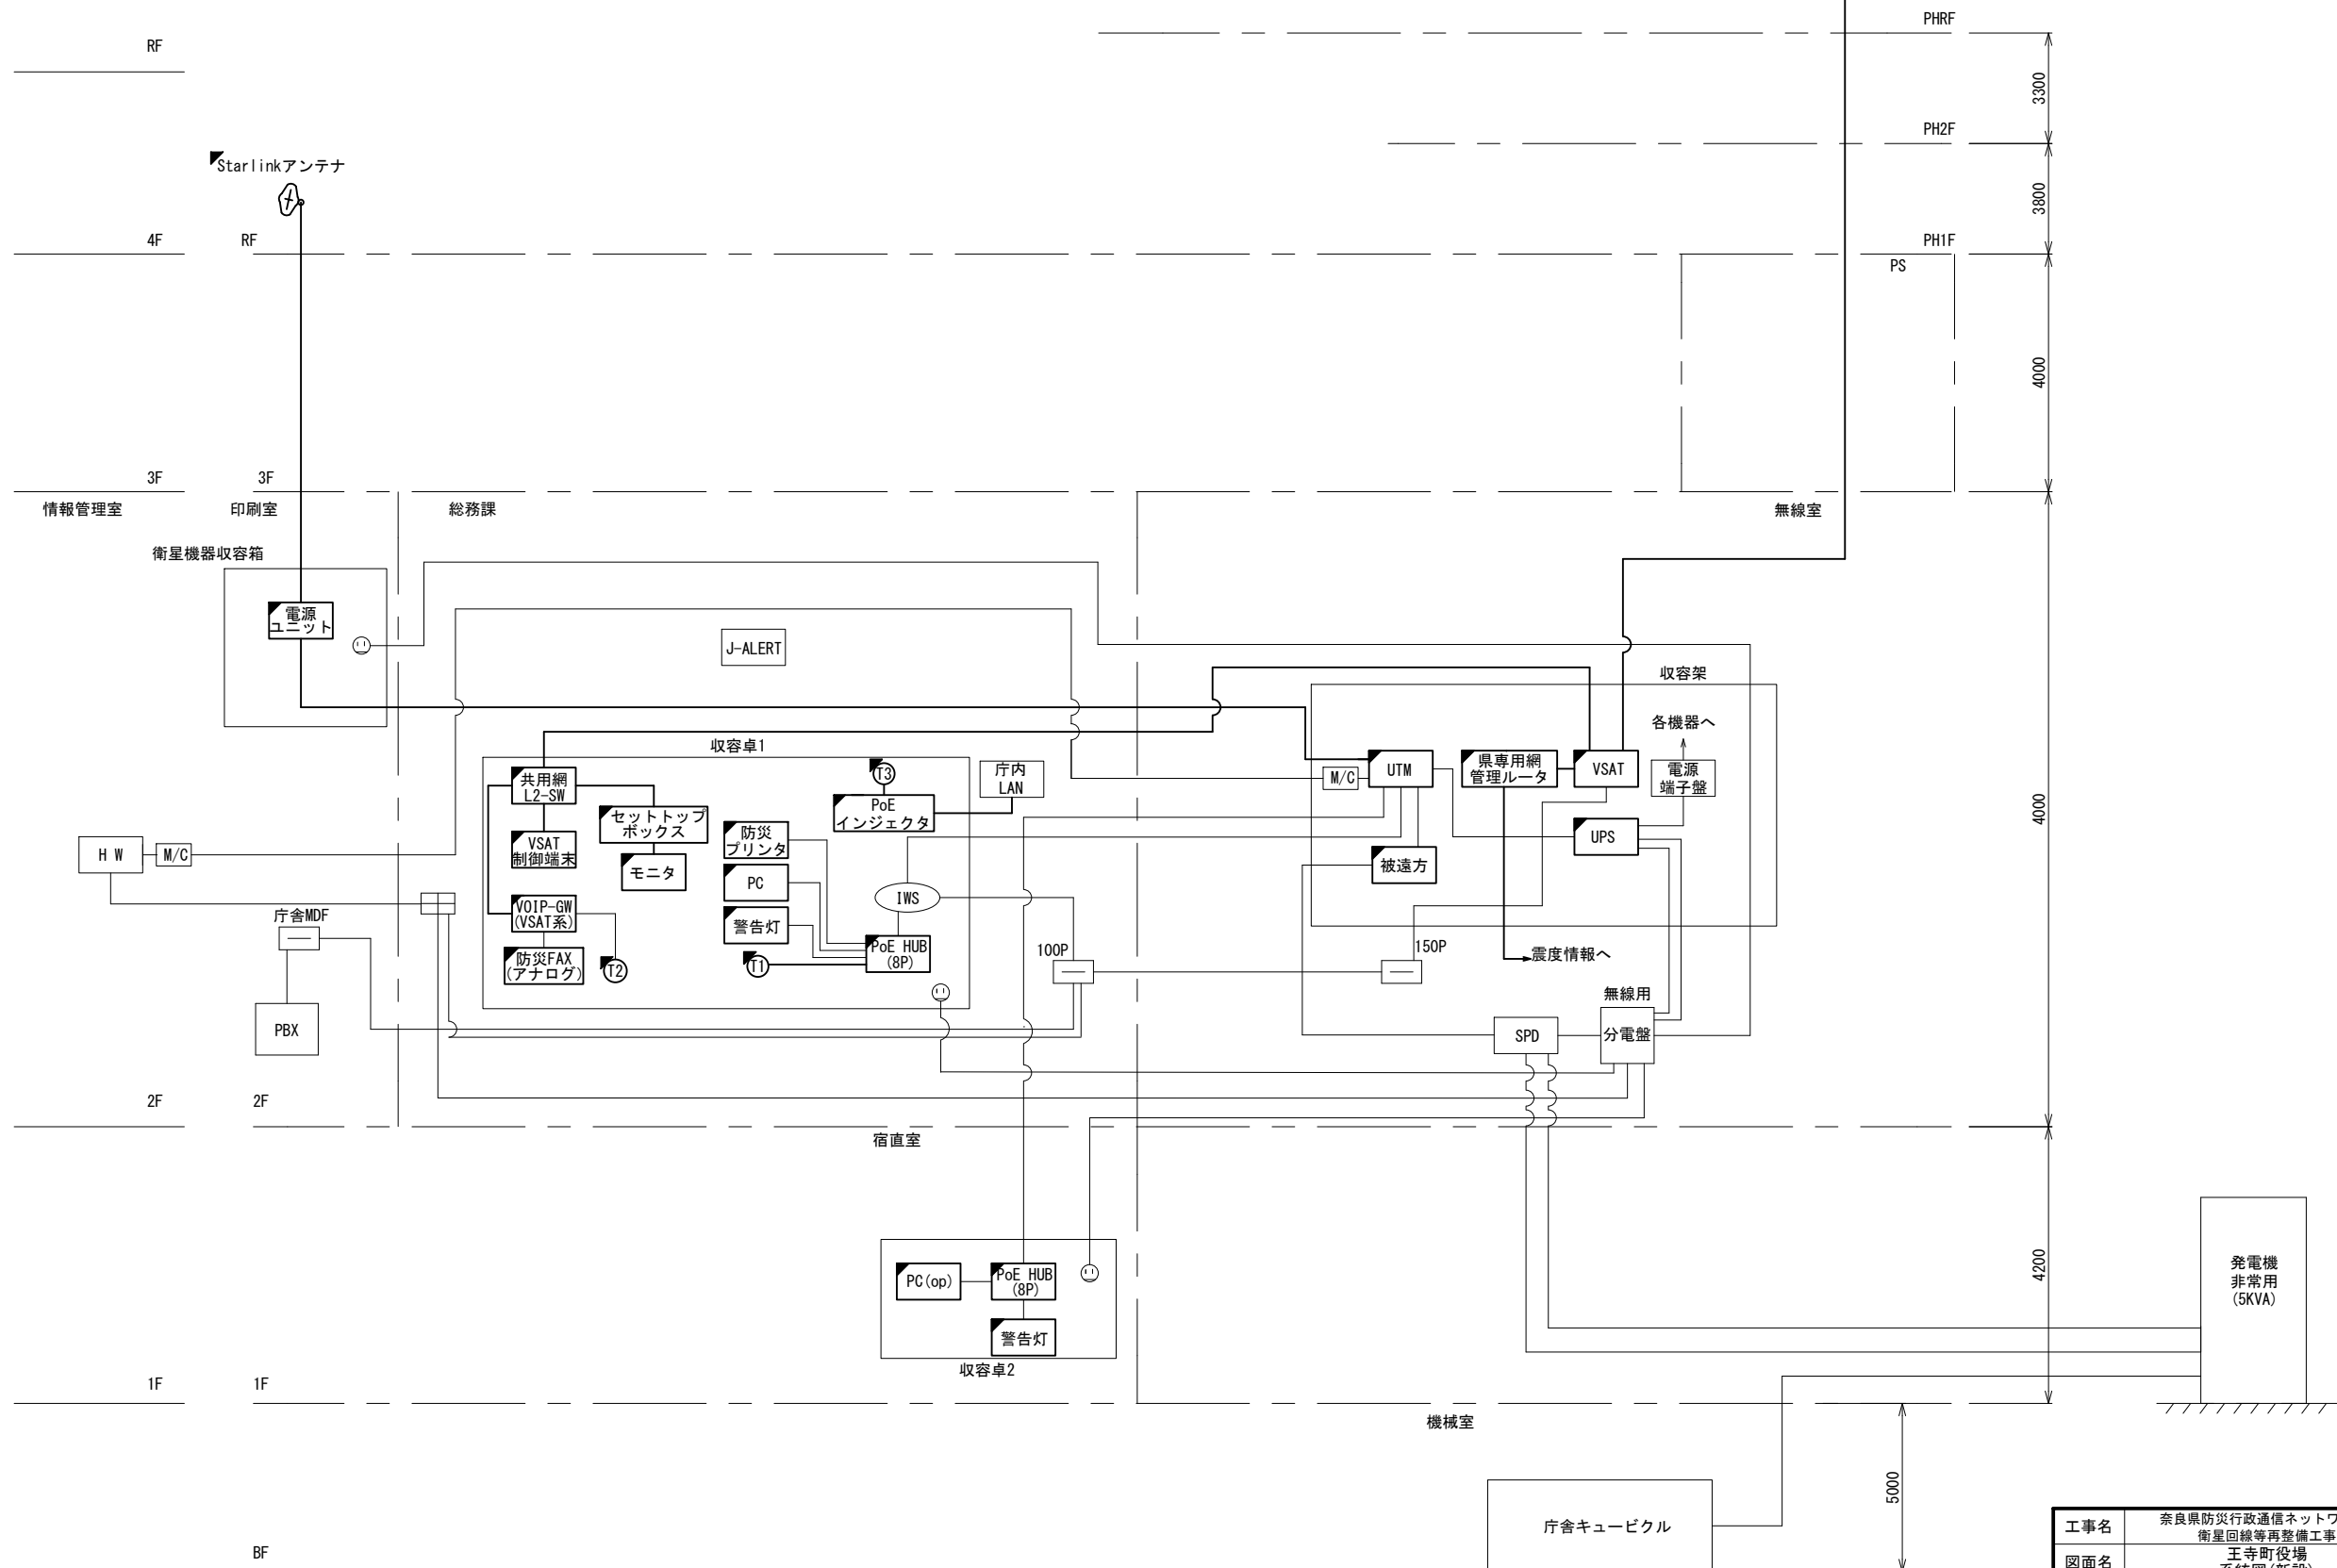 PHRF
RF
3300
PH2F
Starlinkアンテナ
3800
4F
RF
PH1F
PS
4000
3F
3F
情報管理室
印刷室
総務課
無線室
衛星機器収容箱
電源
ユニット
J-ALERT
収容架
各機器へ
収容卓1
共用網
L2-SW
T3
庁内
LAN
UTM
M/C
県専用網
管理ルータ
VSAT
電源
端子盤
PoE
インジェクタ
セットトップ
ボックス
4000
防災
プリンタ
VSAT
制御端末
UPS
H W
M/C
モニタ
被遠方
PC
IWS
VOIP-GW
(VSAT系)
庁舎MDF
警告灯
PoE HUB
(8P)
100P
150P
震度情報へ
防災FAX
(アナログ)
T2
T1
無線用
分電盤
SPD
PBX
2F
2F
宿直室
4200
発電機
非常用
(5KVA)
PC(op)
PoE HUB
(8P)
警告灯
収容卓2
1F
1F
機械室
5000
庁舎キュービクル
工事名
奈良県防災行政通信ネットワ
衛星回線等再整備工事
BF
図面名
王寺町役場
系統図(新設)